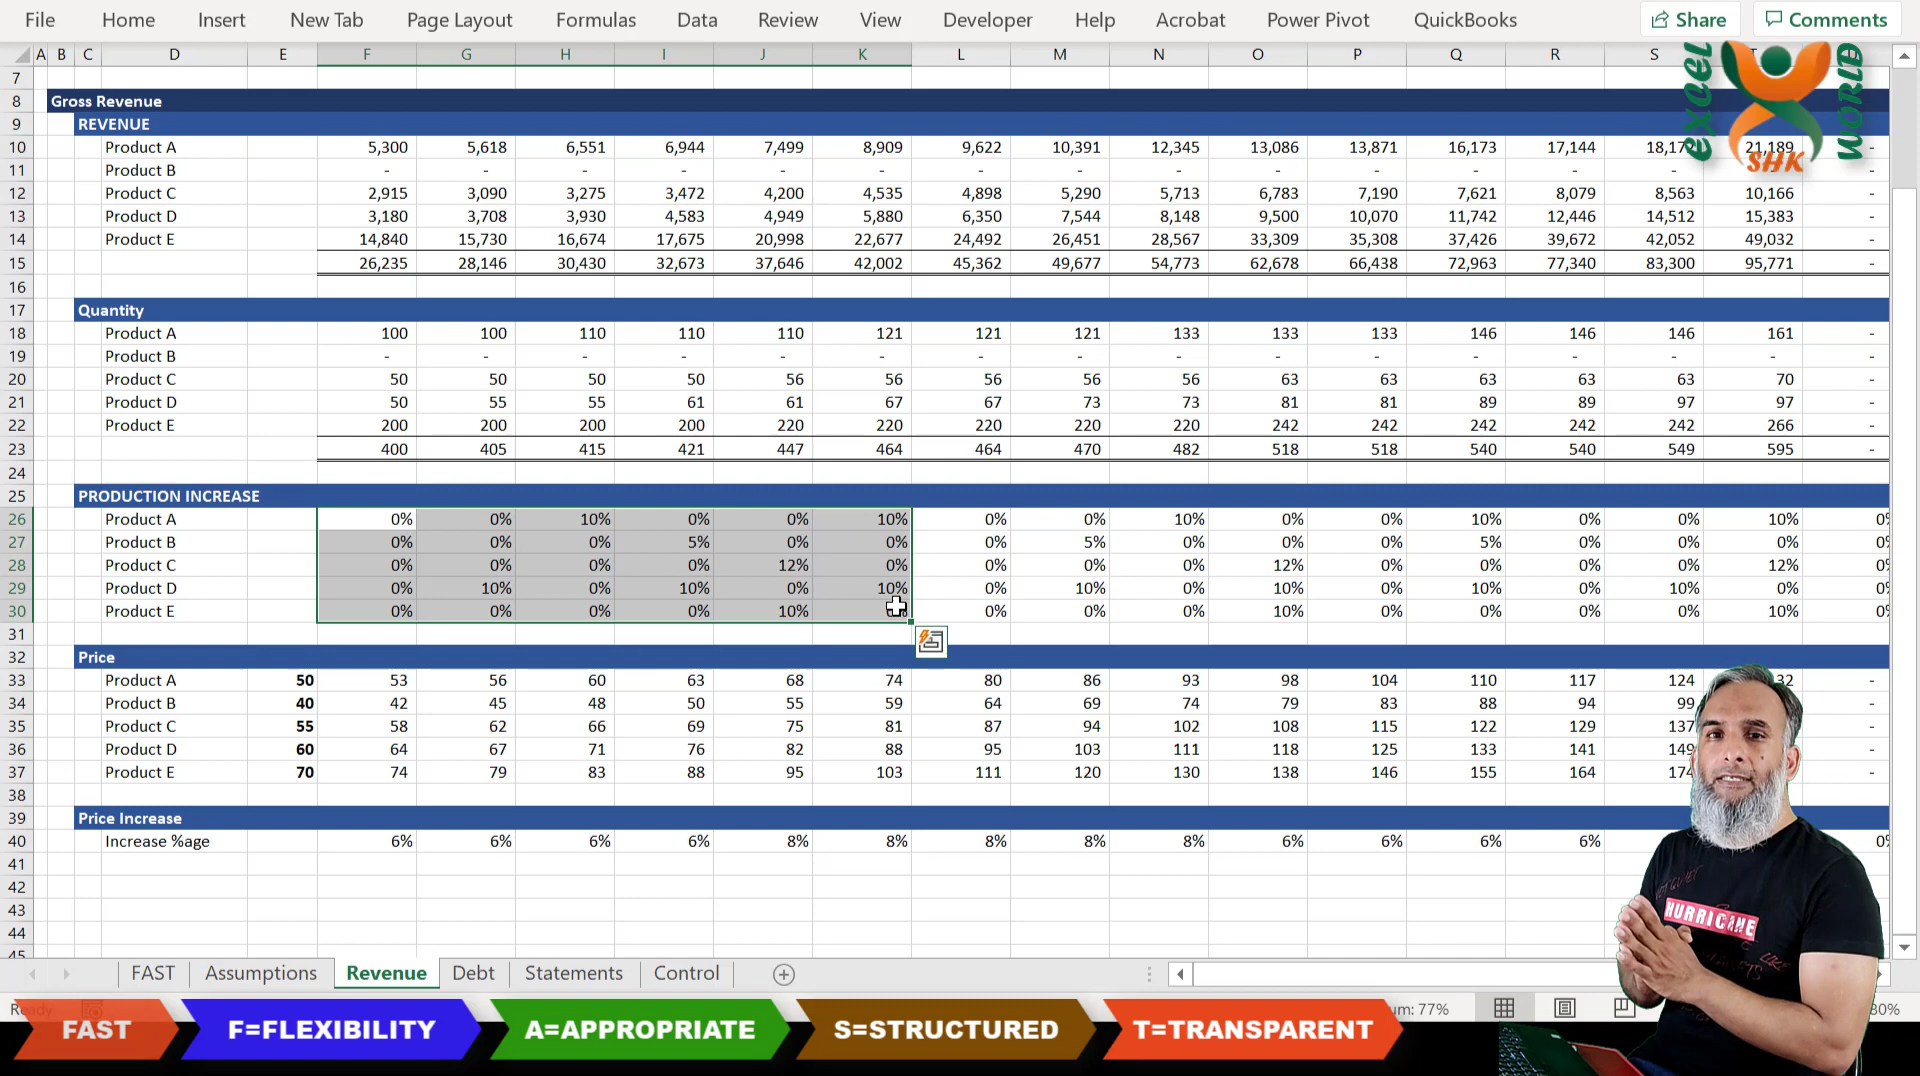 File Home Insert New Tab Page Layout Formulas Data Review View Developer Help Acrobat Power Pivot QuickBooks Share Comments
A B C D E F G H I J K L M N O P Q R S T
EXCEL WORLD
SHK
7
8 Gross Revenue
9 REVENUE
10 Product A 5,300 5,618 6,551 6,944 7,499 8,909 9,622 10,391 12,345 13,086 13,871 16,173 17,144 21,189 -
11 Product B - - - - - - - - - - - - - - - -
12 Product C 2,915 3,090 3,275 3,472 4,200 4,535 4,898 5,290 5,713 6,783 7,190 7,621 8,079 8,563 10,166 -
13 Product D 3,180 3,708 3,930 4,583 4,949 5,880 6,350 7,544 8,148 9,500 10,070 11,742 12,446 14,512 15,383 -
14 Product E 14,840 15,730 16,674 17,675 20,998 22,677 24,492 26,451 28,567 33,309 35,308 37,426 39,672 42,052 49,032 -
15 26,235 28,146 30,430 32,673 37,646 42,002 45,362 49,677 54,773 62,678 66,438 72,963 77,340 83,300 95,771 -
16
17 Quantity
18 Product A 100 100 110 110 110 121 121 121 133 133 133 146 146 146 161 -
19 Product B - - - - - - - - - - - - - - - -
20 Product C 50 50 50 50 56 56 56 56 56 63 63 63 63 63 70 -
21 Product D 50 55 55 61 61 67 67 73 73 81 81 89 89 97 97 -
22 Product E 200 200 200 200 220 220 220 220 220 242 242 242 242 242 266 -
23 400 405 415 421 447 464 464 470 482 518 518 540 540 549 595 -
24
25 PRODUCTION INCREASE
26 Product A 0% 0% 10% 0% 0% 10% 0% 0% 10% 0% 0% 10% 0% 0% 10% 0%
27 Product B 0% 0% 0% 5% 0% 0% 0% 5% 0% 0% 0% 5% 0% 0% 0% 0%
28 Product C 0% 0% 0% 0% 12% 0% 0% 0% 0% 12% 0% 0% 0% 0% 12% 0%
29 Product D 0% 10% 0% 10% 0% 10% 0% 10% 0% 10% 0% 10% 0% 10% 0% 0%
30 Product E 0% 0% 0% 0% 10% 0% 0% 0% 10% 0% 0% 0% 0% 10% 0%
31
32 Price
33 Product A 50 53 56 60 63 68 74 80 86 93 98 104 110 117 124 32 -
34 Product B 40 42 45 48 50 55 59 64 69 74 79 83 88 94 99 -
35 Product C 55 58 62 66 69 75 81 87 94 102 108 115 122 129 137 -
36 Product D 60 64 67 71 76 82 88 95 103 111 118 125 133 141 149 -
37 Product E 70 74 79 83 88 95 103 111 120 130 138 146 155 164 174 -
38
39 Price Increase
40 Increase %age 6% 6% 6% 6% 8% 8% 8% 8% 8% 6% 6% 6% 6% 0%
41
42
43
44
45
HURRICANE
FAST Assumptions Revenue Debt Statements Control
Ready um: 77% 80%
FAST F=FLEXIBILITY A=APPROPRIATE S=STRUCTURED T=TRANSPARENT